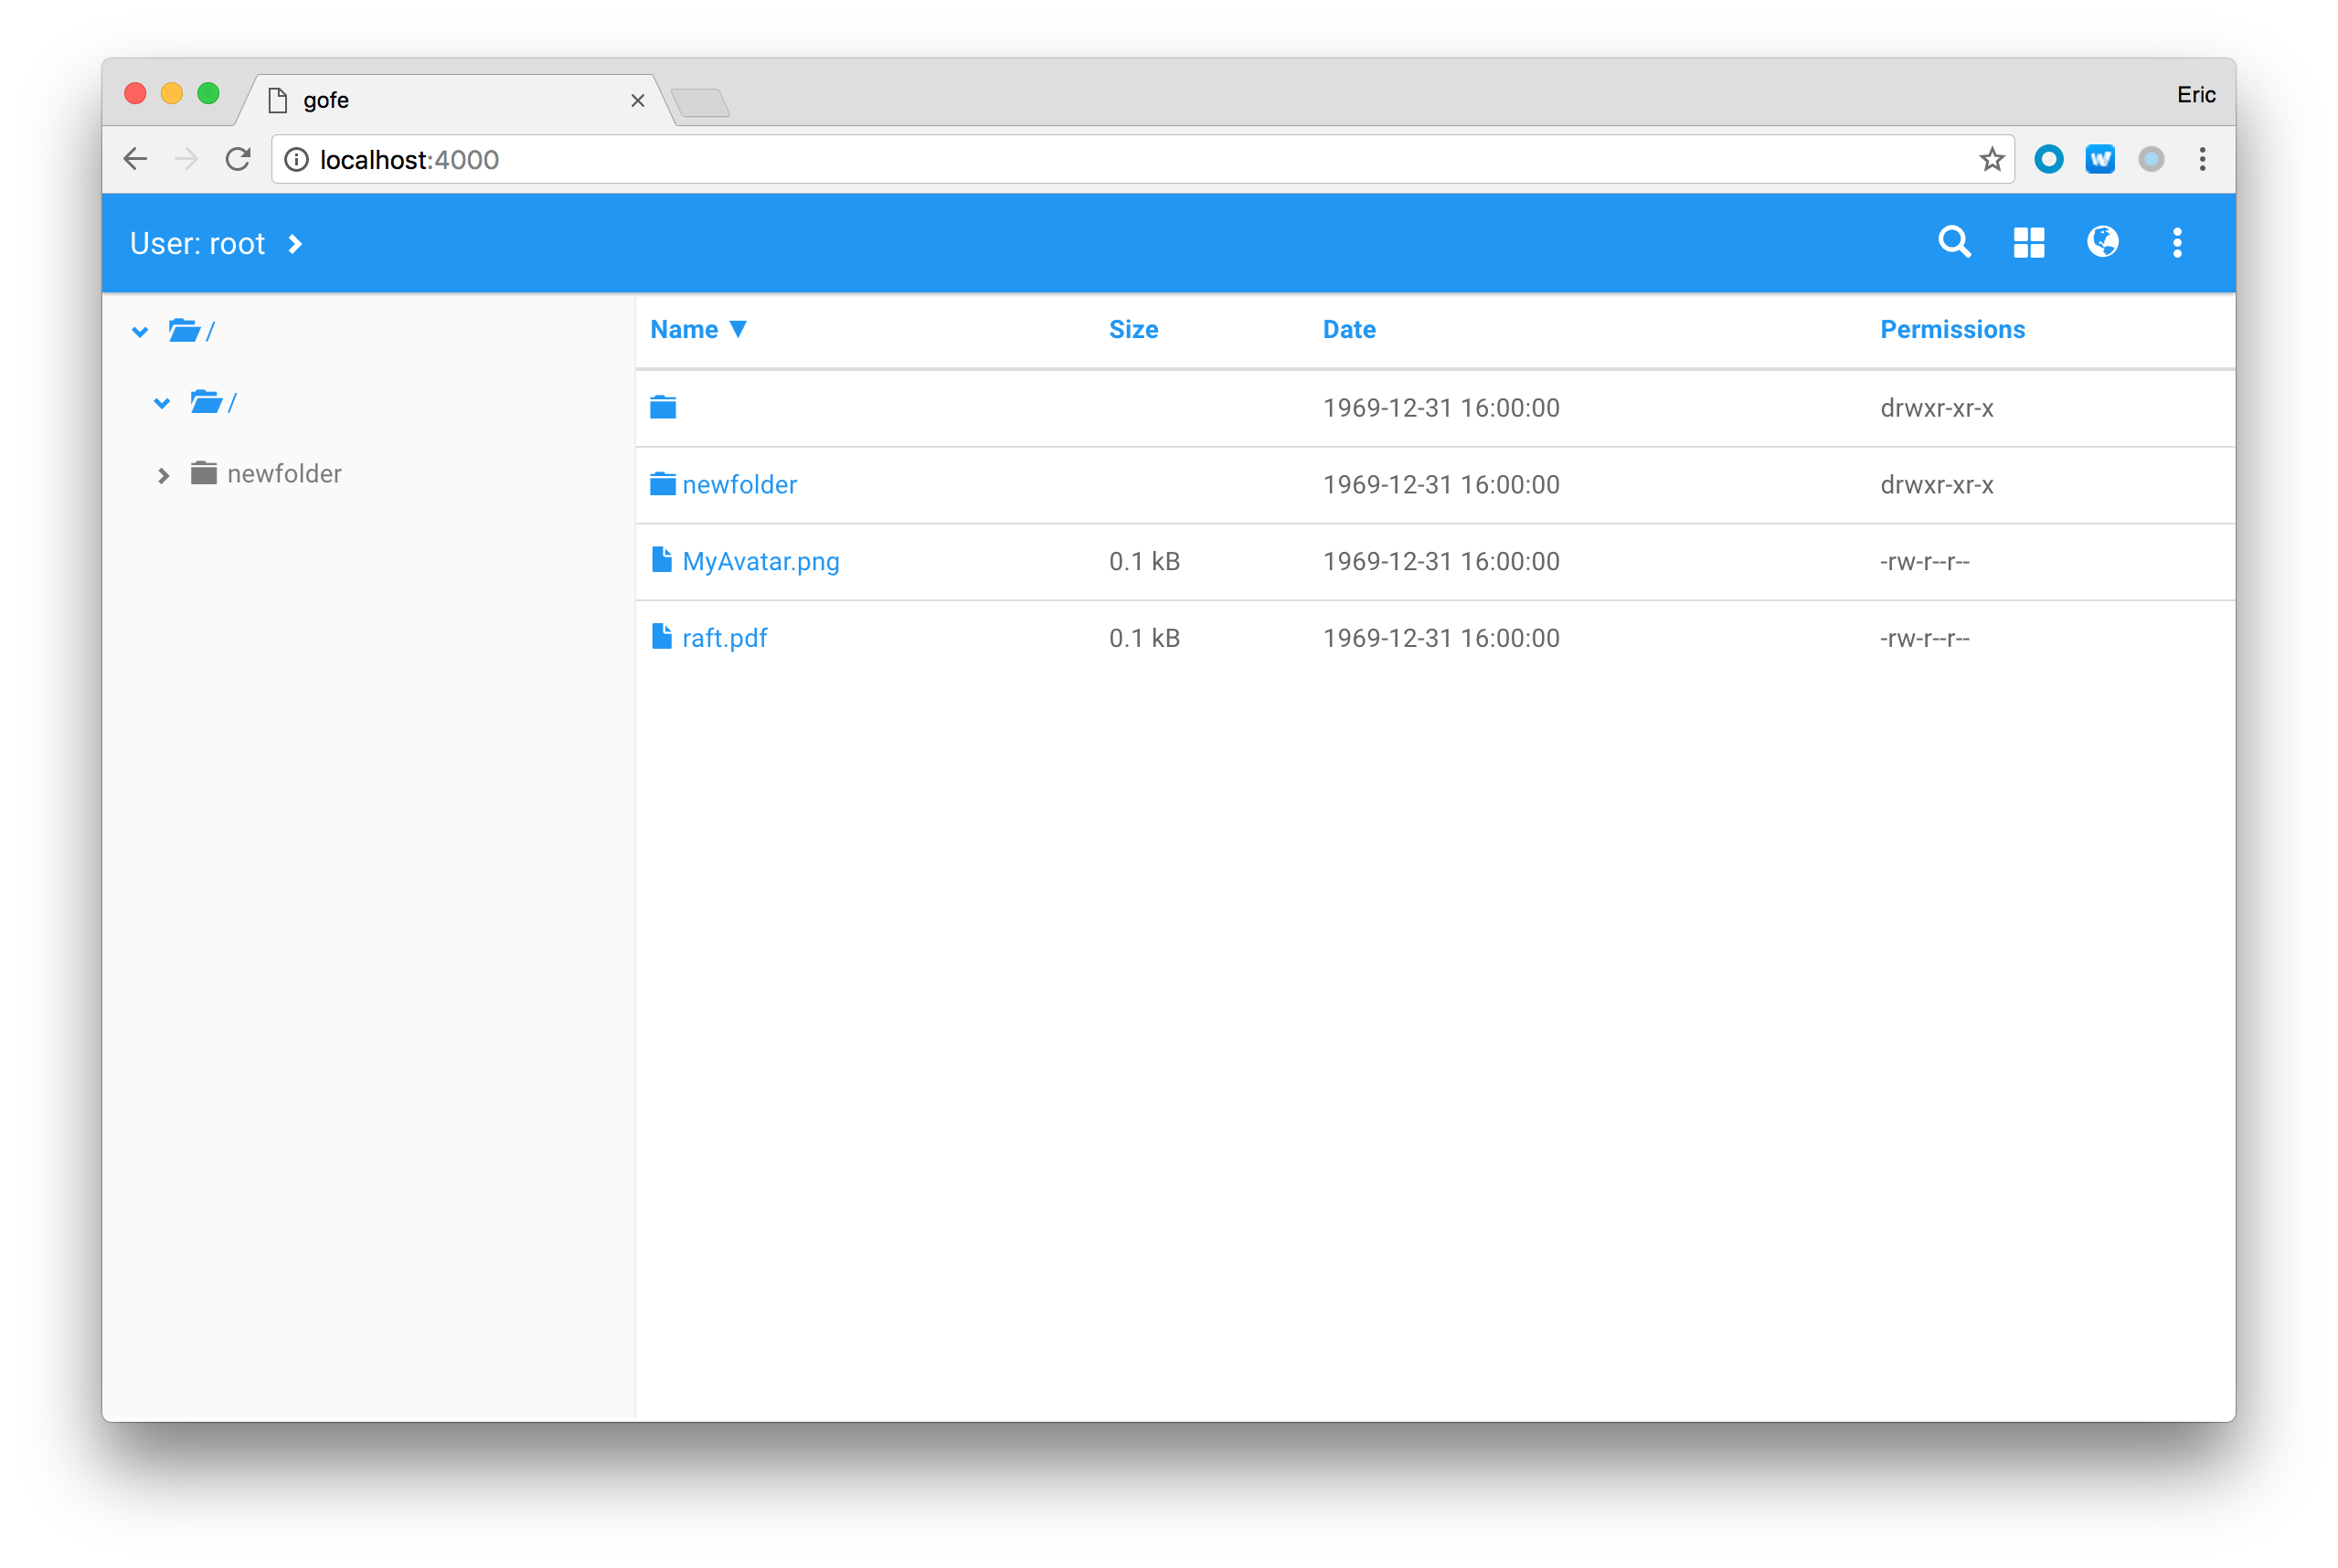 gofe
Eric
localhost:4000
User: root
/
/
newfolder
Name ▼ Size Date Permissions
1969-12-31 16:00:00 drwxr-xr-x
newfolder 1969-12-31 16:00:00 drwxr-xr-x
MyAvatar.png 0.1 kB 1969-12-31 16:00:00 -rw-r--r--
raft.pdf 0.1 kB 1969-12-31 16:00:00 -rw-r--r--